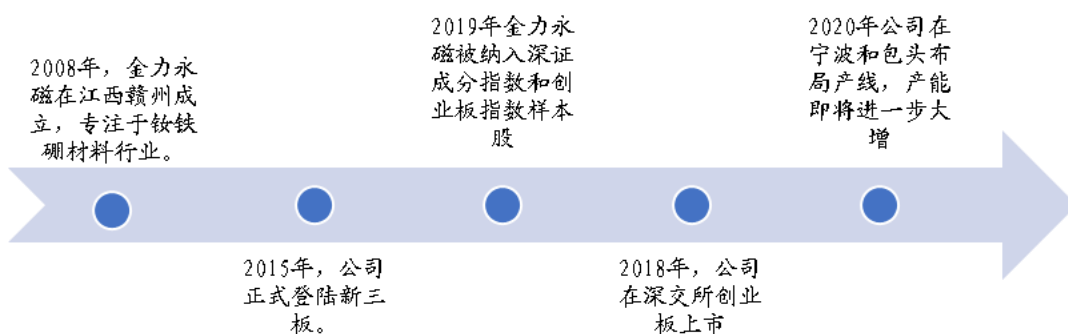 2008年，金力永
磁在江西赣州成
立，专注于钕铁
硼材料行业。
2015年，公司
正式登陆新三
板。
2019年金力永
磁被纳入深证
成分指数和创
业板指数样本
股
2018年，公司
在深交所创业
板上市
2020年公司在
宁波和包头布
局产线，产能
即将进一步大
增